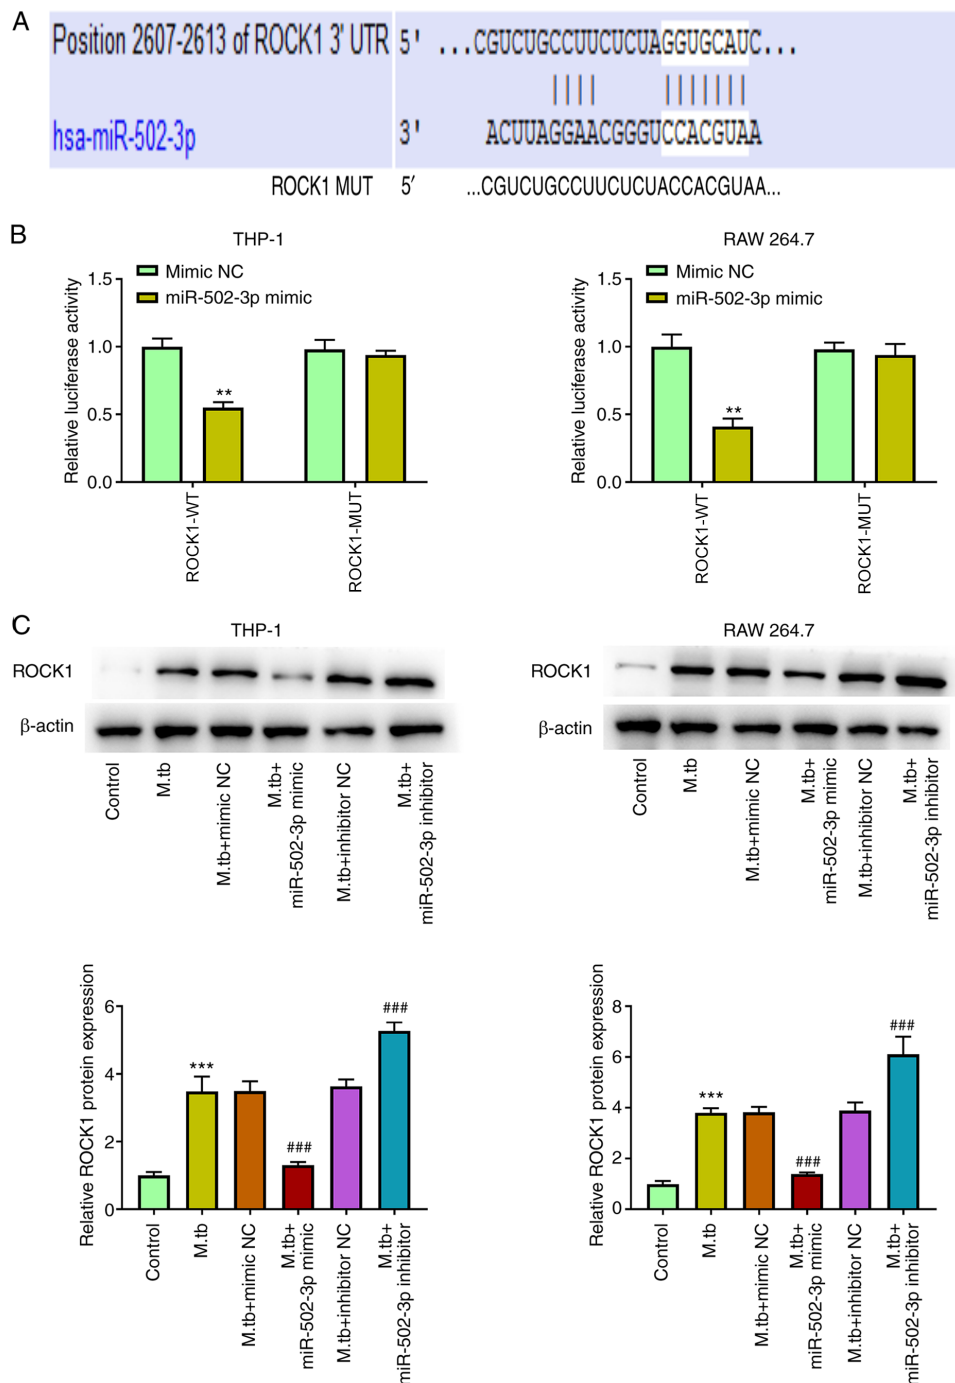 A
Position 2607-2613 of ROCK1 3' UTR 5' ...CGUCUGCCUUCUCUAGGUGCAUC...
hsa-miR-502-3p 3' ACUUAGGAACGGGUCCACGUAA
ROCK1 MUT 5′ ...CGUCUGCCUUCUCUACCACGUAA...
B
THP-1
Mimic NC
miR-502-3p mimic
Relative luciferase activity
1.5
1.0
0.5
0.0
**
ROCK1-WT
ROCK1-MUT
RAW 264.7
Mimic NC
miR-502-3p mimic
Relative luciferase activity
1.5
1.0
0.5
0.0
**
ROCK1-WT
ROCK1-MUT
C
THP-1
ROCK1
β-actin
Control
M.tb
M.tb+mimic NC
M.tb+
miR-502-3p mimic
M.tb+inhibitor NC
M.tb+
miR-502-3p inhibitor
RAW 264.7
ROCK1
β-actin
Control
M.tb
M.tb+mimic NC
M.tb+
miR-502-3p mimic
M.tb+inhibitor NC
M.tb+
miR-502-3p inhibitor
Relative ROCK1 protein expression
6
4
2
0
***
###
###
Control
M.tb
M.tb+mimic NC
M.tb+
miR-502-3p mimic
M.tb+inhibitor NC
M.tb+
miR-502-3p inhibitor
Relative ROCK1 protein expression
8
6
4
2
0
***
###
###
Control
M.tb
M.tb+mimic NC
M.tb+
miR-502-3p mimic
M.tb+inhibitor NC
M.tb+
miR-502-3p inhibitor